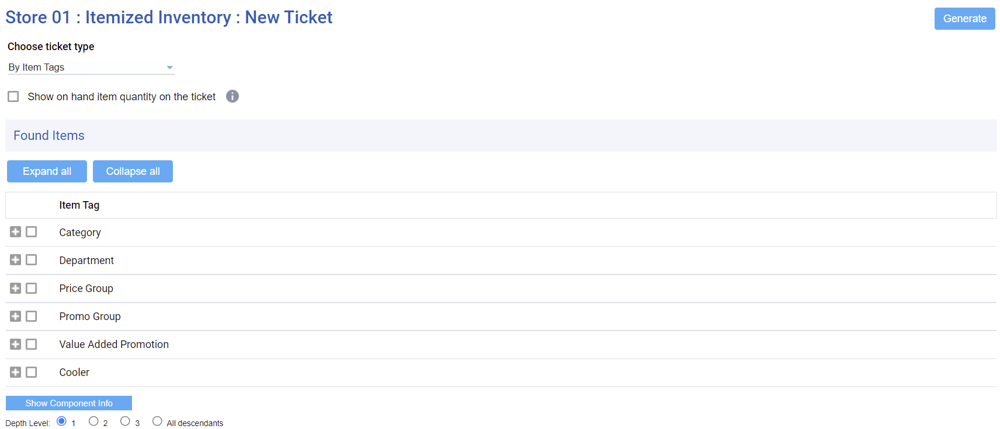 Store 01 : Itemized Inventory : New Ticket
Generate
Choose ticket type
By Item Tags
Show on hand item quantity on the ticket
Found Items
Expand all Collapse all
Item Tag
Category
Department
Price Group
Promo Group
Value Added Promotion
Cooler
Show Component Info
Depth Level: 1 2 3 All descendants